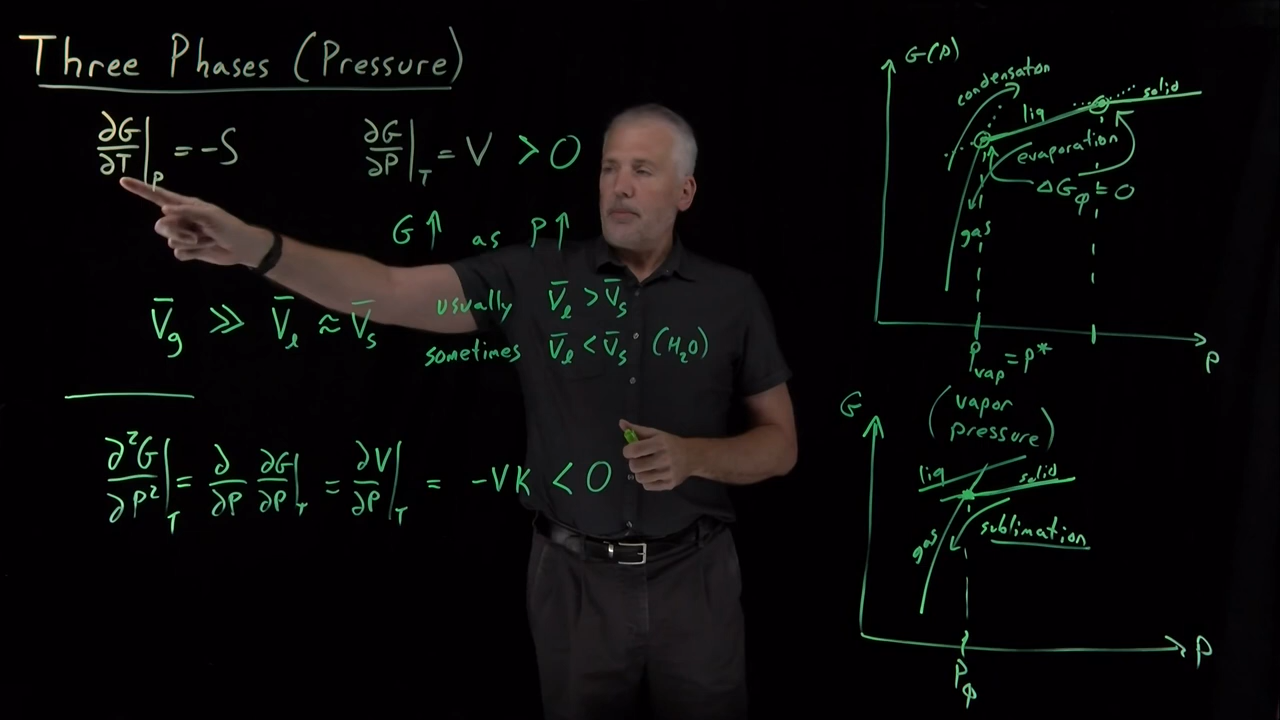 Three Phases (Pressure)
∂G/∂T|P = -S
∂G/∂P|T = V > 0
G↑ as P↑
V̄g ≫ V̄ℓ ≈ V̄s
usually V̄ℓ > V̄s
sometimes V̄ℓ < V̄s (H₂O)
∂²G/∂P²|T = ∂/∂P ∂G/∂P|T = ∂V/∂P|T = -Vκ < 0
G(P)
condensation
liq
solid
evaporation
ΔGϕ = 0
gas
P
Pvap = P*
(vapor
pressure)
G
liq
solid
gas
sublimation
P
Pϕ